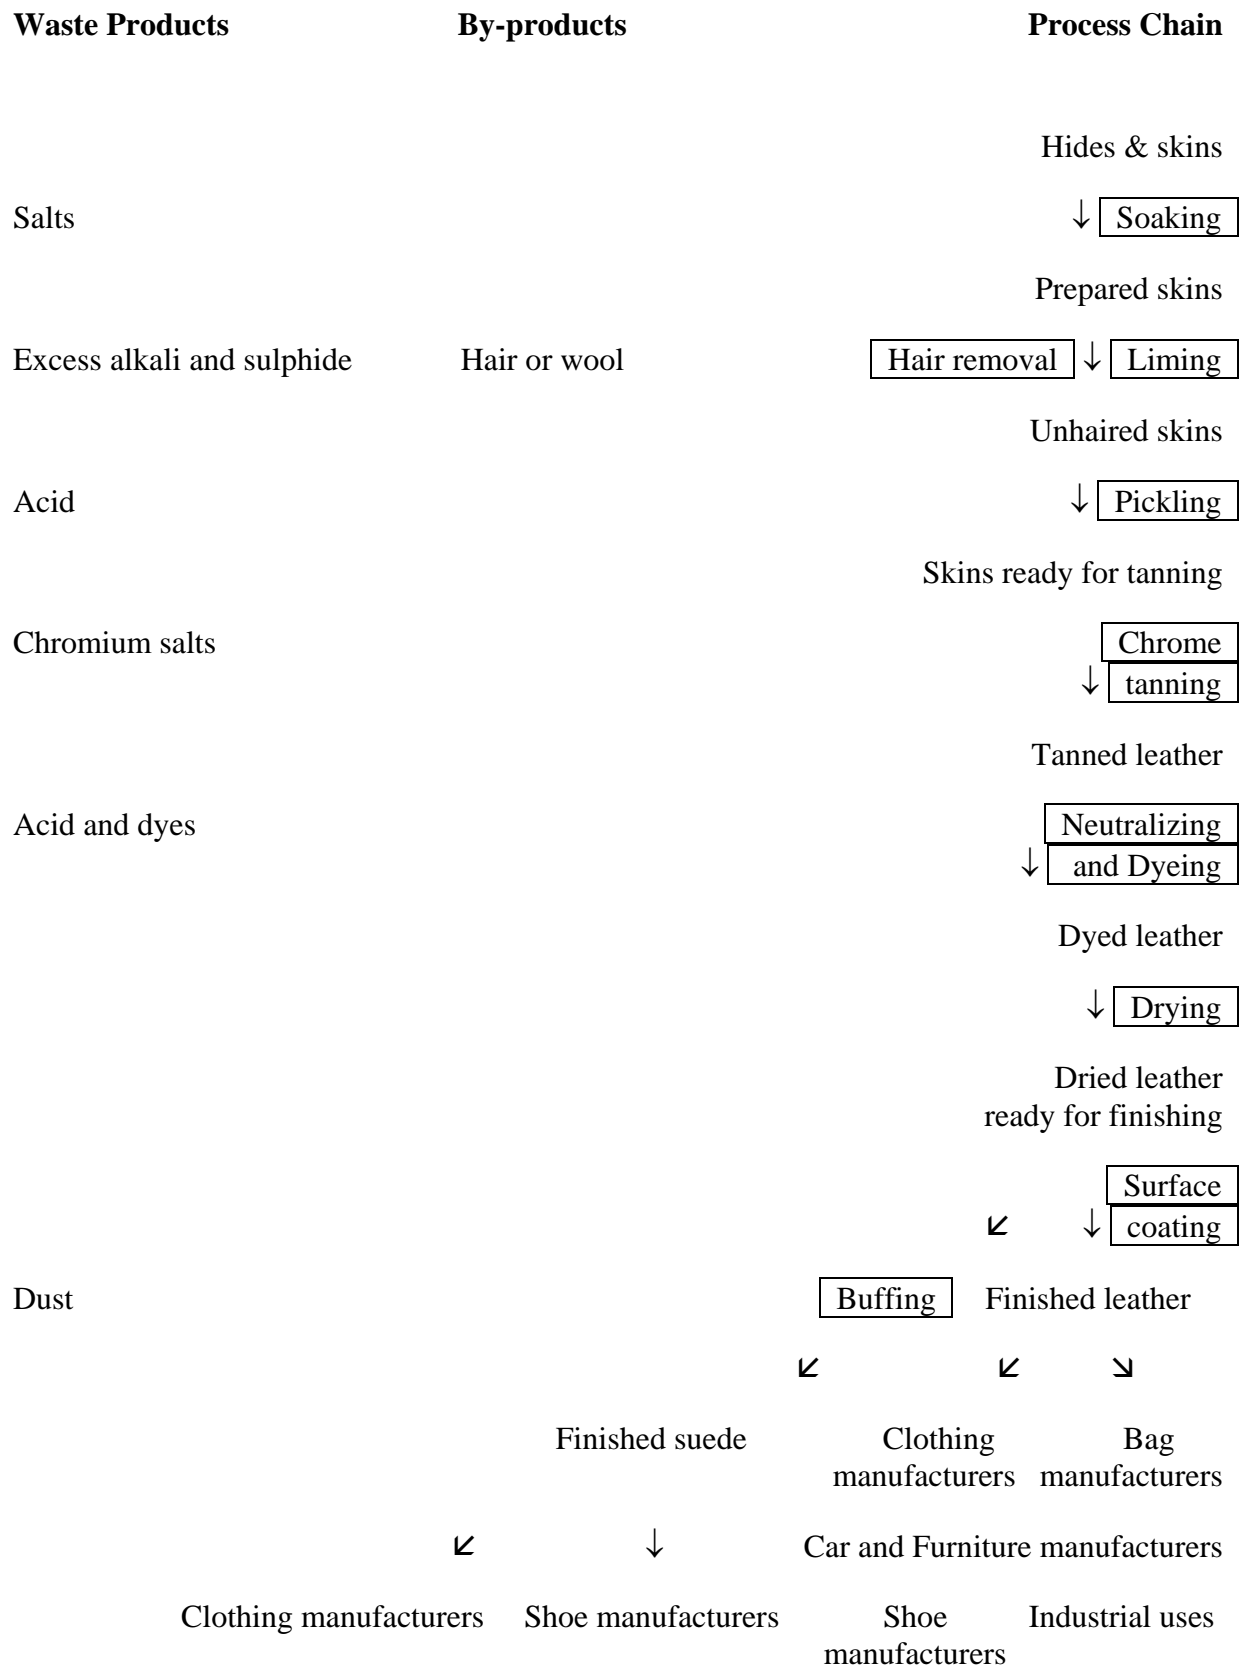 Waste Products By-products Process Chain
Hides & skins
Salts ↓ Soaking
Prepared skins
Excess alkali and sulphide Hair or wool Hair removal ↓ Liming
Unhaired skins
Acid ↓ Pickling
Skins ready for tanning
Chromium salts Chrome
↓ tanning
Tanned leather
Acid and dyes Neutralizing
↓ and Dyeing
Dyed leather
↓ Drying
Dried leather
ready for finishing
Surface
↙ ↓ coating
Dust Buffing Finished leather
↙ ↙ ↘
Finished suede Clothing Bag
manufacturers manufacturers
↙ ↓ Car and Furniture manufacturers
Clothing manufacturers Shoe manufacturers Shoe Industrial uses
manufacturers